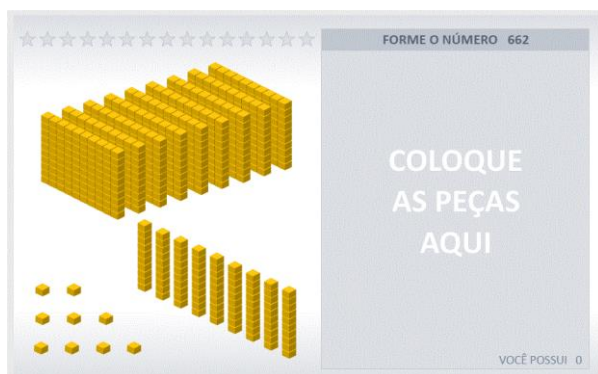 FORME O NÚMERO 662
COLOQUE
AS PEÇAS
AQUI
VOCÊ POSSUI 0